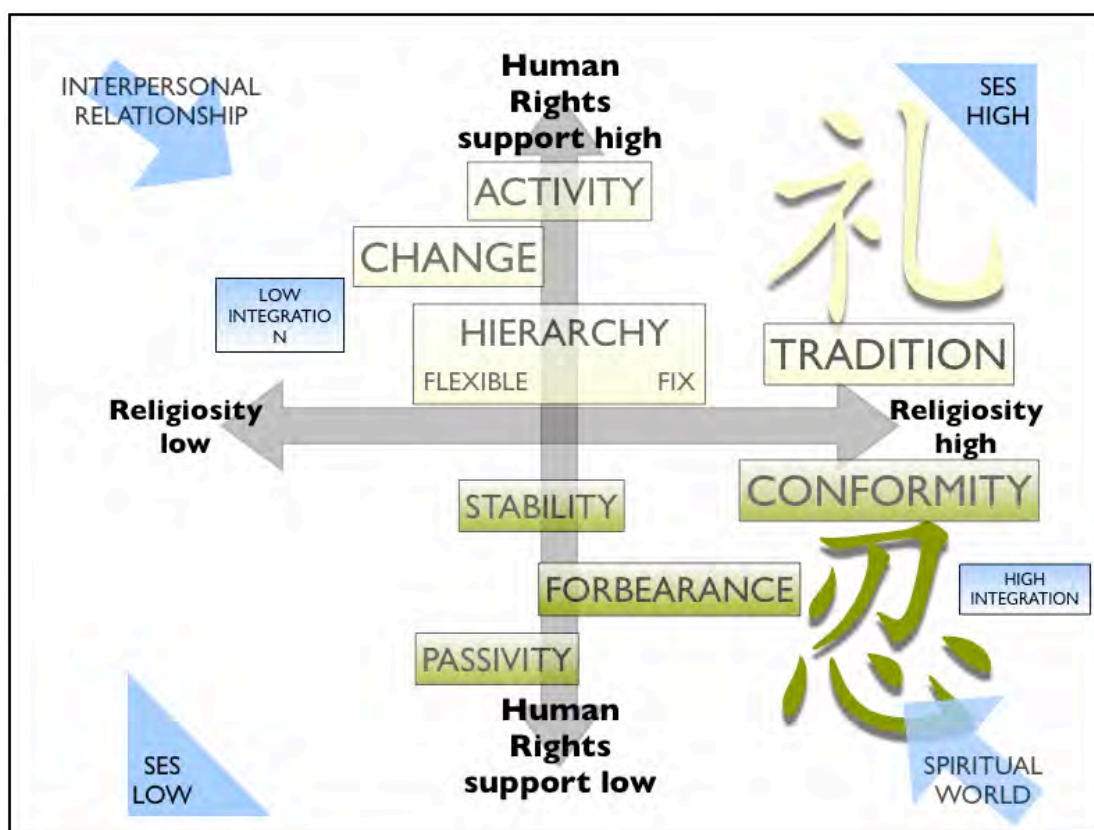 Human
Rights
support high
INTERPERSONAL
RELATIONSHIP
SES
HIGH
礼
ACTIVITY
CHANGE
LOW
INTEGRATIO
N
HIERARCHY
FLEXIBLE FIX
TRADITION
Religiosity
low
Religiosity
high
CONFORMITY
STABILITY
FORBEARANCE
忍
HIGH
INTEGRATION
PASSIVITY
Human
Rights
support low
SES
LOW
SPIRITUAL
WORLD